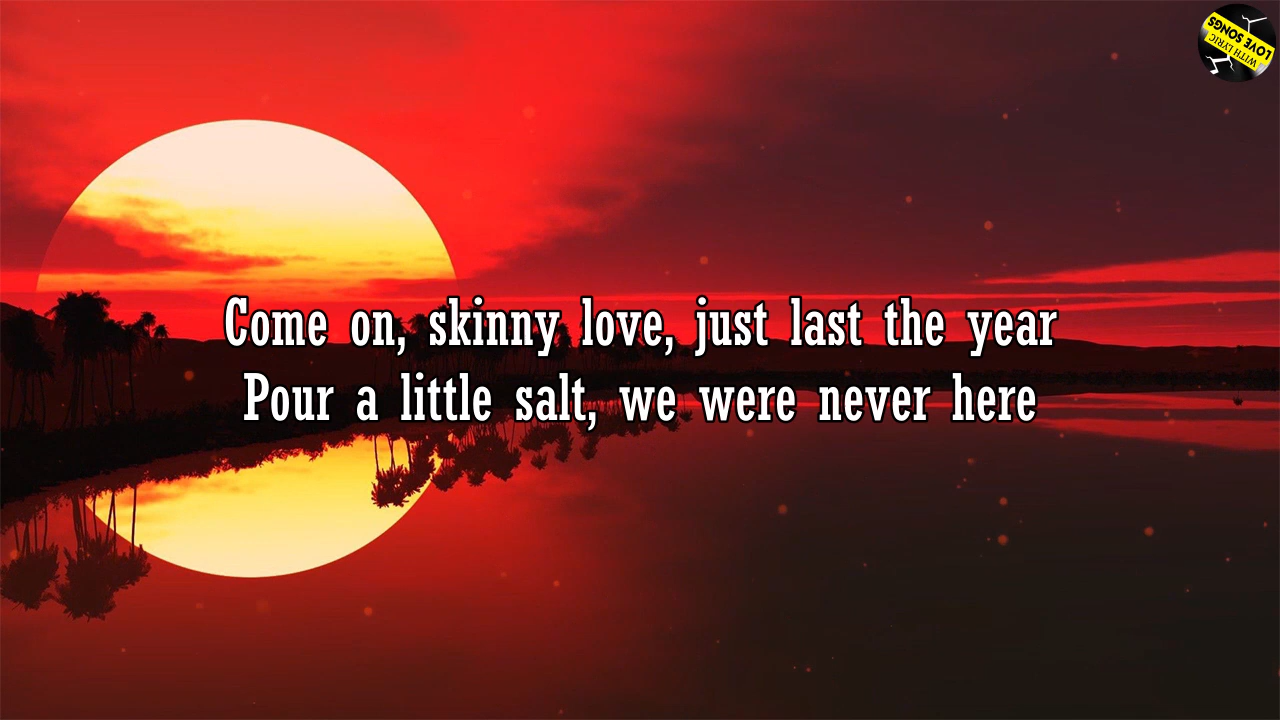 Come on, skinny love, just last the year
Pour a little salt, we were never here
LOVE SONGS
WITH LYRIC